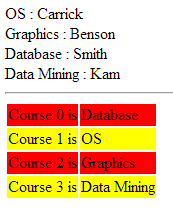 OS : Carrick
Graphics : Benson
Database : Smith
Data Mining : Kam
Course 0 is Database
Course 1 is OS
Course 2 is Graphics
Course 3 is Data Mining